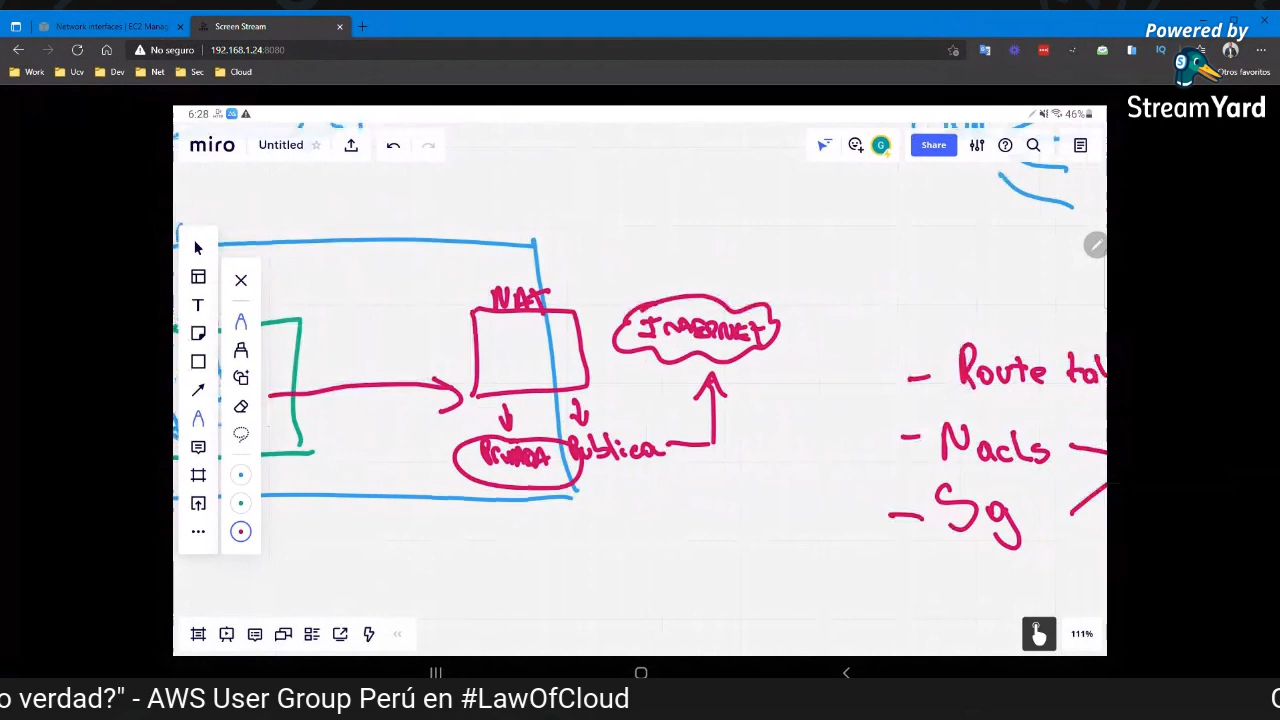 Network interfaces | EC2 Manag
Screen Stream
Powered by
No seguro
192.168.1.24:8080
IQ
Work
Ucv
Dev
Net
Sec
Cloud
Otros favoritos
StreamYard
6:28
46%
miro
Untitled
G
Share
NAT
INTERNET
Privada
Publica
- Route tab
- Nacls
- Sg
111%
o verdad?" - AWS User Group Perú en #LawOfCloud